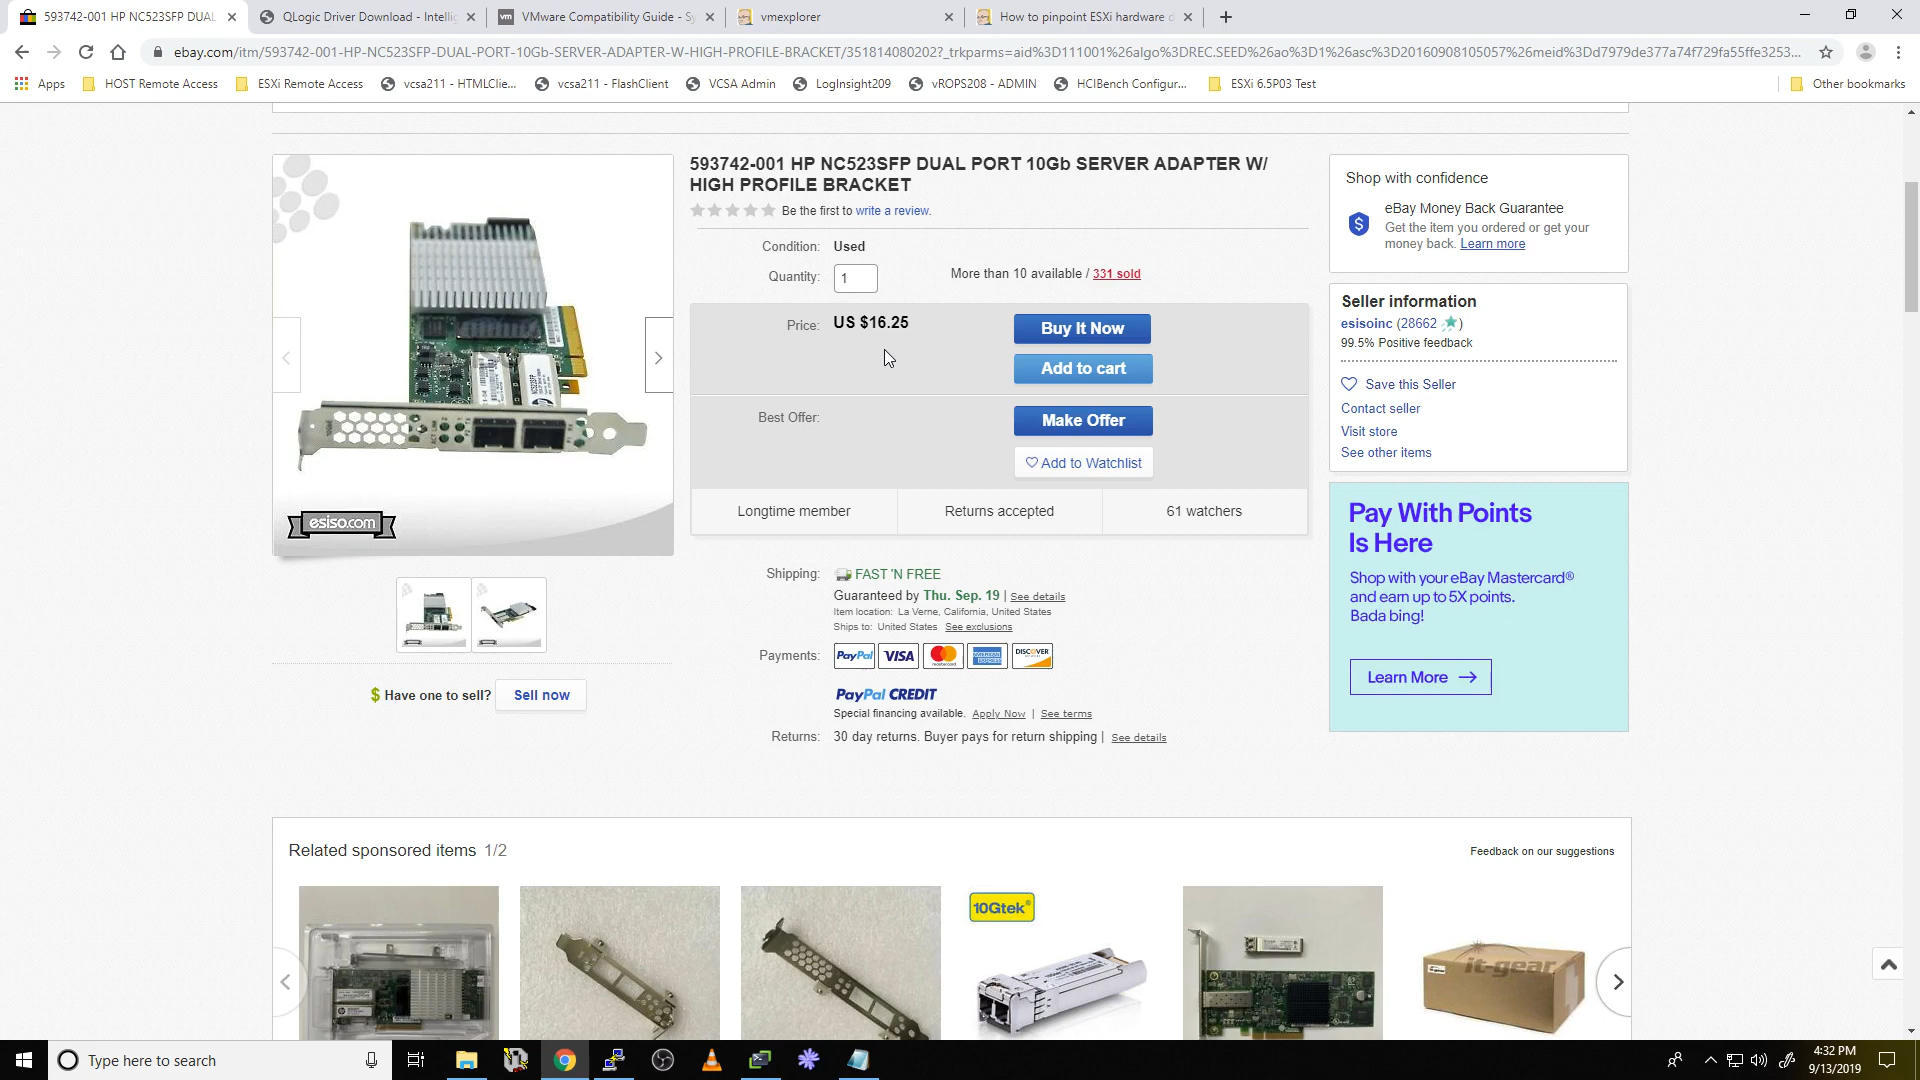 593742-001 HP NC523SFP DUAL
QLogic Driver Download - Intellig
VMware Compatibility Guide - Sy
vmexplorer
How to pinpoint ESXi hardware d
ebay.com/itm/593742-001-HP-NC523SFP-DUAL-PORT-10Gb-SERVER-ADAPTER-W-HIGH-PROFILE-BRACKET/351814080202?_trkparms=aid%3D111001%26algo%3DREC.SEED%26ao%3D1%26asc%3D20160908105057%26meid%3Dd7979de377a74f729fa55ffe3253...
Apps
HOST Remote Access
ESXi Remote Access
vcsa211 - HTMLClie...
vcsa211 - FlashClient
VCSA Admin
LogInsight209
vROPS208 - ADMIN
HCIBench Configur...
ESXi 6.5P03 Test
Other bookmarks
593742-001 HP NC523SFP DUAL PORT 10Gb SERVER ADAPTER W/
HIGH PROFILE BRACKET
Be the first to write a review.
Condition: Used
Quantity: 1
More than 10 available / 331 sold
Price: US $16.25
Buy It Now
Add to cart
Best Offer:
Make Offer
Add to Watchlist
Longtime member
Returns accepted
61 watchers
Shipping: FAST 'N FREE
Guaranteed by Thu. Sep. 19 | See details
Item location: La Verne, California, United States
Ships to: United States See exclusions
Payments: PayPal VISA mastercard AMERICAN EXPRESS DISCOVER
PayPal CREDIT
Special financing available. Apply Now | See terms
Returns: 30 day returns. Buyer pays for return shipping | See details
esiso.com
$ Have one to sell? Sell now
Shop with confidence
eBay Money Back Guarantee
Get the item you ordered or get your
money back. Learn more
Seller information
esisoinc (28662 )
99.5% Positive feedback
Save this Seller
Contact seller
Visit store
See other items
Pay With Points
Is Here
Shop with your eBay Mastercard®
and earn up to 5X points.
Bada bing!
Learn More
Related sponsored items 1/2
Feedback on our suggestions
10Gtek®
it-gear
Type here to search
4:32 PM
9/13/2019